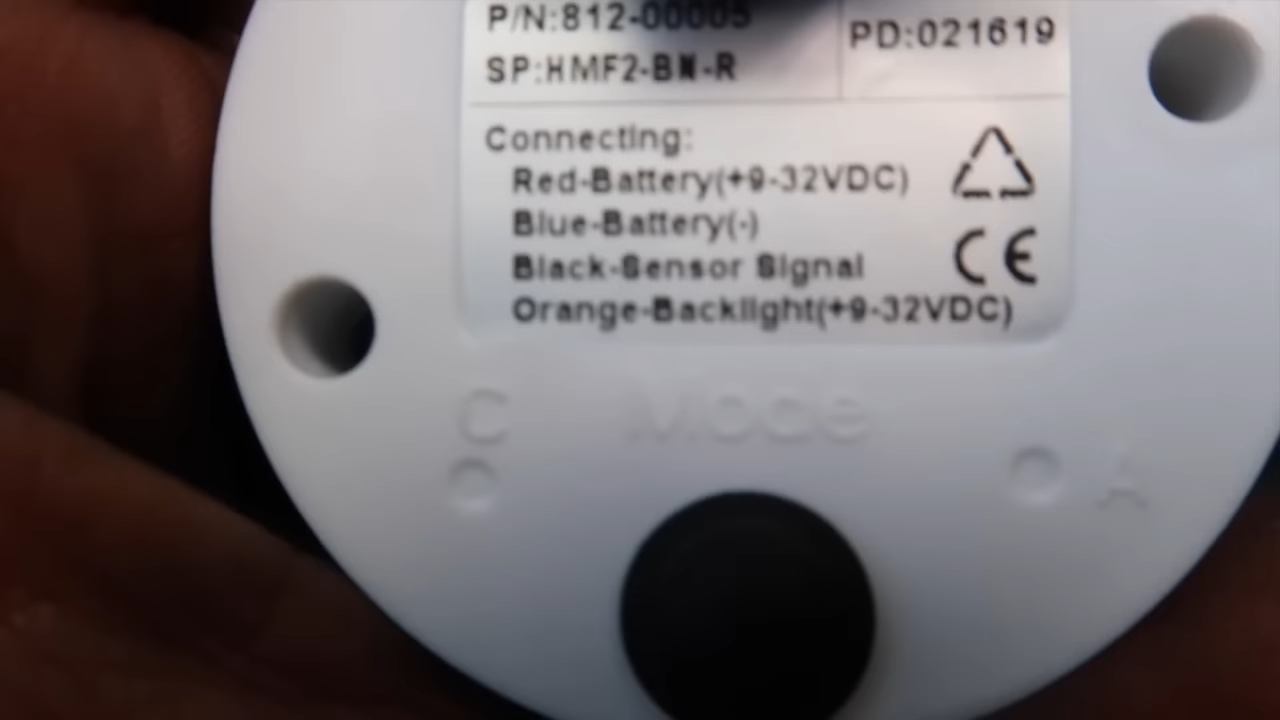 P/N:812-00005
PD:021619
SP:HMF2-BN-R
Connecting:
Red-Battery(+9-32VDC)
Blue-Battery(-)
Black-Sensor Signal
CE
Orange-Backlight(+9-32VDC)
C
Mode
A